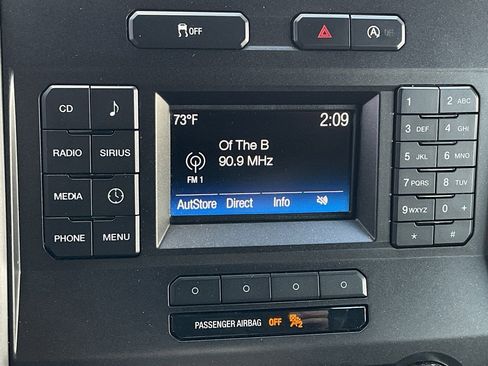 OFF
A
CD
RADIO SIRIUS
MEDIA
PHONE MENU
73°F 2:09
Of The B
90.9 MHz
FM 1
AutStore Direct Info
1 2 ABC
3 DEF 4 GHI
5 JKL 6 MNO
7 PQRS 8 TUV
9 WXYZ 0 +
* #
PASSENGER AIRBAG OFF 2